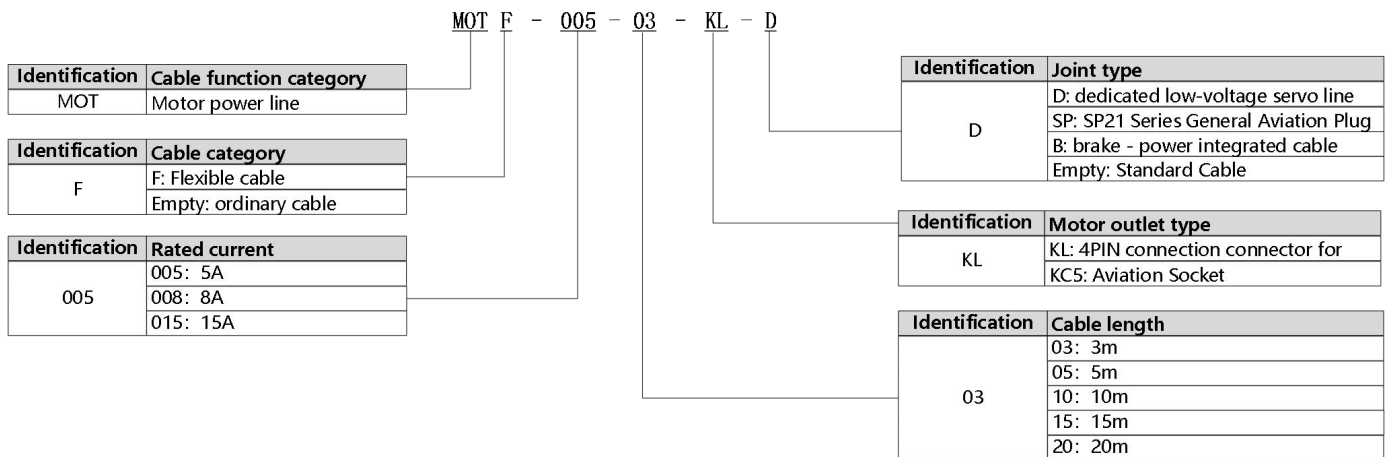 MOT F - 005 - 03 - KL - D
Identification Cable function category
MOT Motor power line
Identification Cable category
F
F: Flexible cable
Empty: ordinary cable
Identification Rated current
005
005: 5A
008: 8A
015: 15A
Identification Joint type
D
D: dedicated low-voltage servo line
SP: SP21 Series General Aviation Plug
B: brake - power integrated cable
Empty: Standard Cable
Identification Motor outlet type
KL
KL: 4PIN connection connector for
KC5: Aviation Socket
Identification Cable length
03
03: 3m
05: 5m
10: 10m
15: 15m
20: 20m